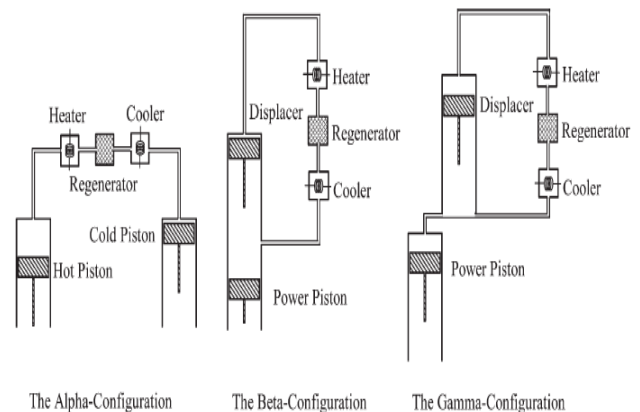 Heater
Cooler
Regenerator
Hot Piston
Cold Piston
The Alpha-Configuration
Heater
Displacer
Regenerator
Cooler
Power Piston
The Beta-Configuration
Heater
Displacer
Regenerator
Cooler
Power Piston
The Gamma-Configuration